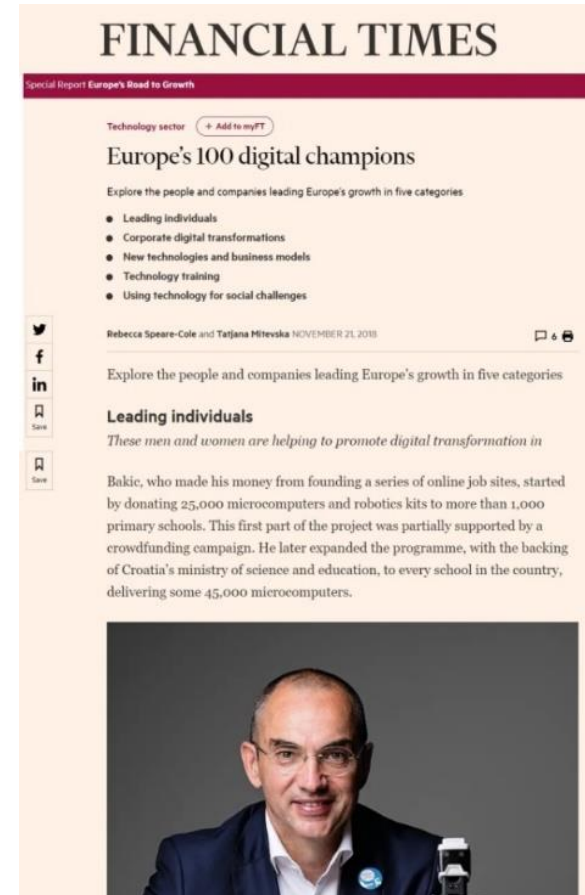 FINANCIAL TIMES
Special Report Europe's Road to Growth
Technology sector + Add to myFT
Europe's 100 digital champions
Explore the people and companies leading Europe's growth in five categories
Leading individuals
Corporate digital transformations
New technologies and business models
Technology training
Using technology for social challenges
Rebecca Speare-Cole and Tatjana Mitevska NOVEMBER 21, 2018
6
Save
Save
Explore the people and companies leading Europe's growth in five categories
Leading individuals
These men and women are helping to promote digital transformation in
Bakic, who made his money from founding a series of online job sites, started
by donating 25,000 microcomputers and robotics kits to more than 1,000
primary schools. This first part of the project was partially supported by a
crowdfunding campaign. He later expanded the programme, with the backing
of Croatia's ministry of science and education, to every school in the country,
delivering some 45,000 microcomputers.